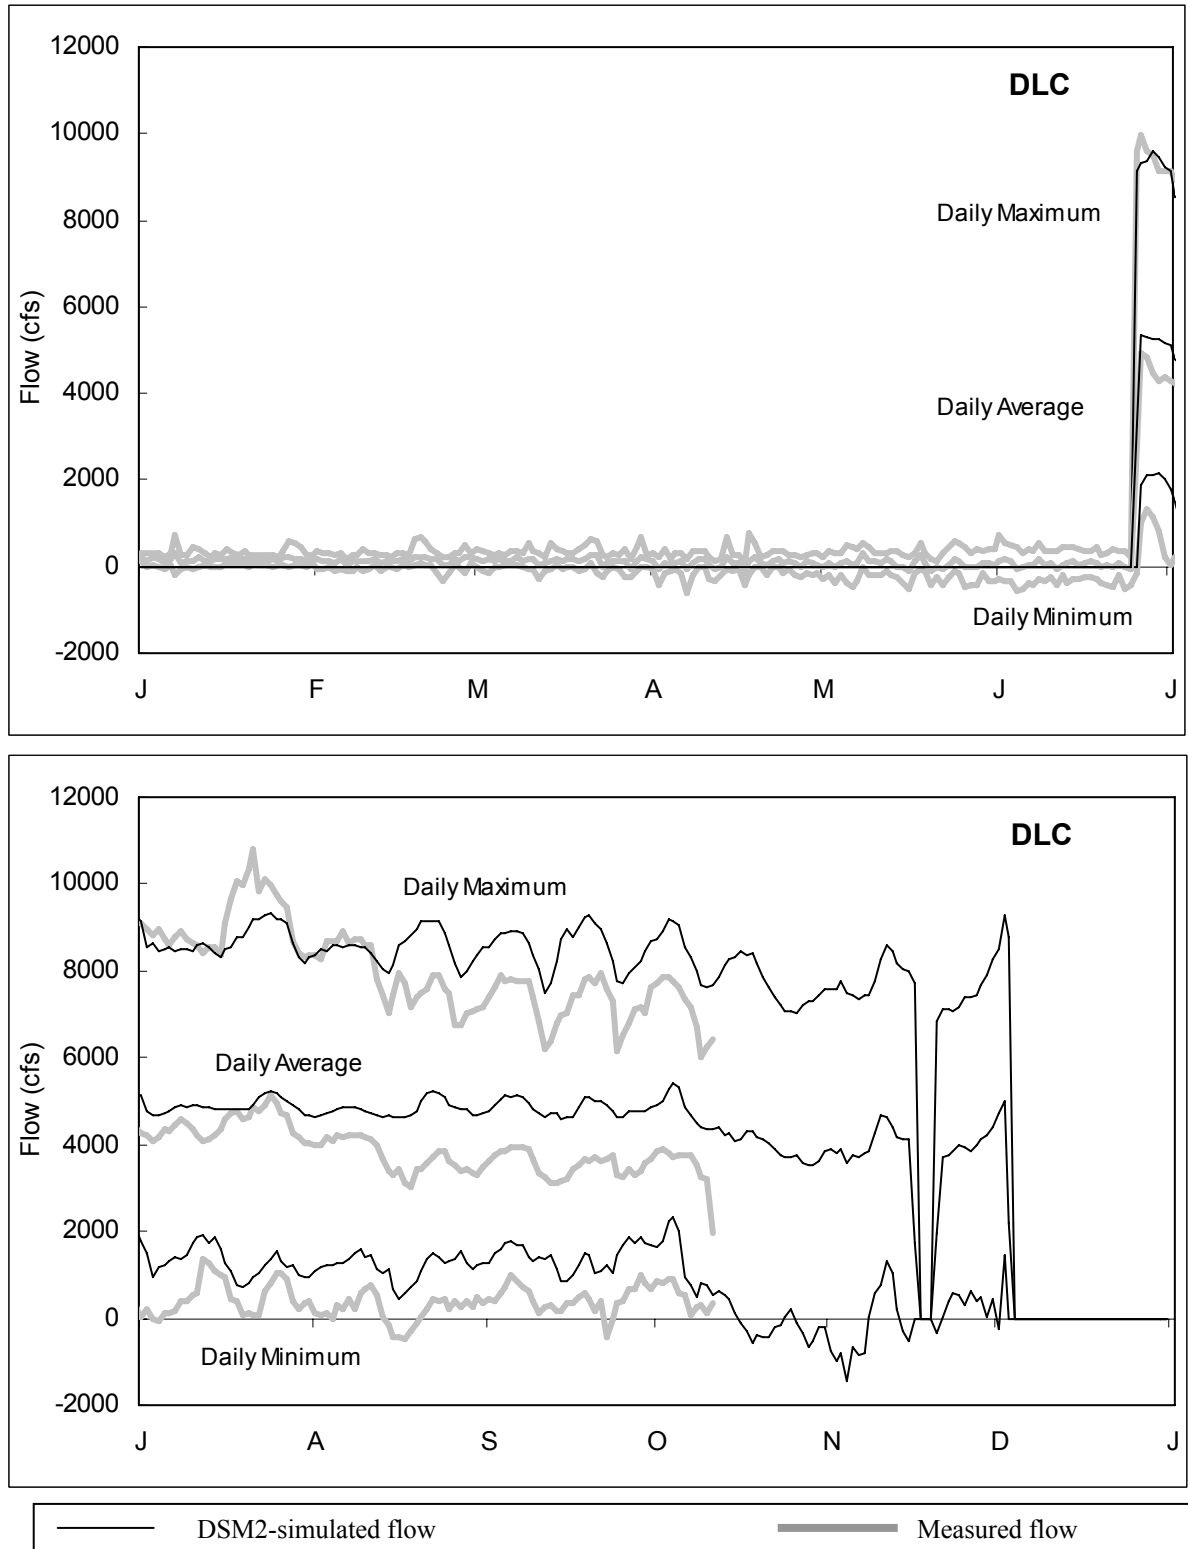 12000
DLC
10000
Daily Maximum
8000
6000
Flow (cfs)
4000
Daily Average
2000
0
Daily Minimum
-2000
J F M A M J J
12000
DLC
10000
Daily Maximum
8000
6000
Daily Average
Flow (cfs)
4000
2000
0
Daily Minimum
-2000
J A S O N D J
DSM2-simulated flow Measured flow